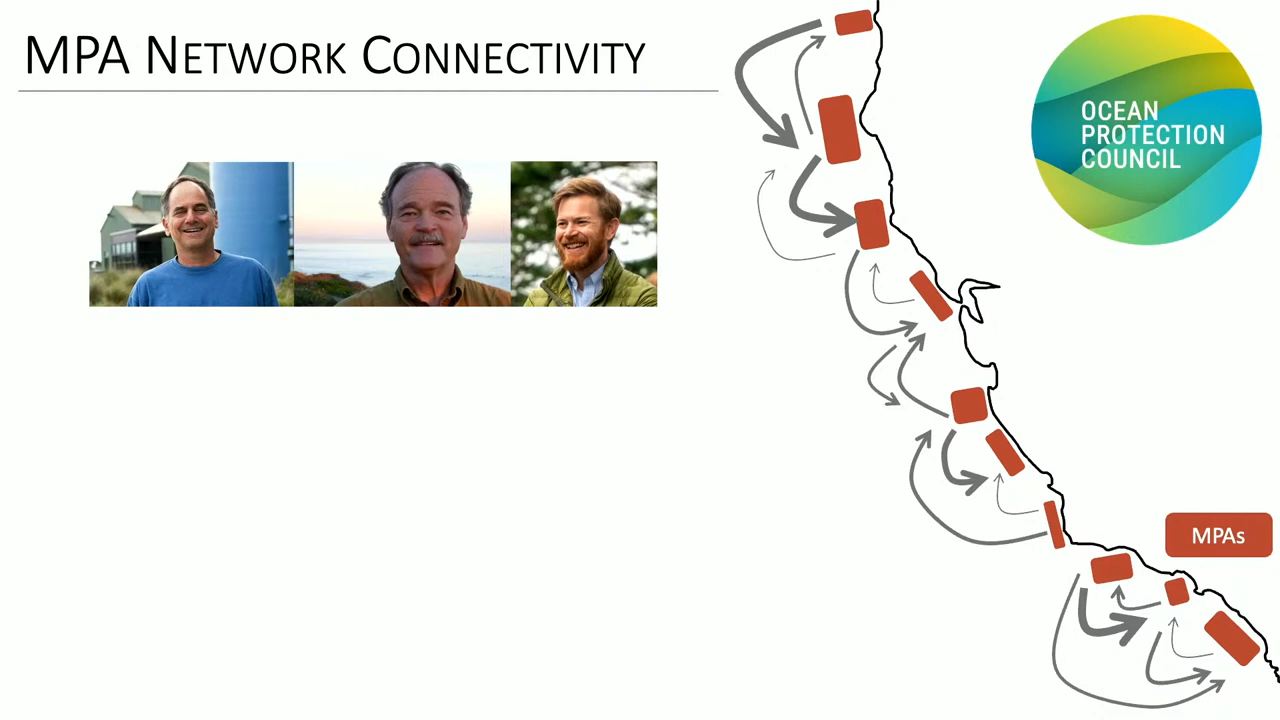 MPA NETWORK CONNECTIVITY
OCEAN
PROTECTION
COUNCIL
MPAs